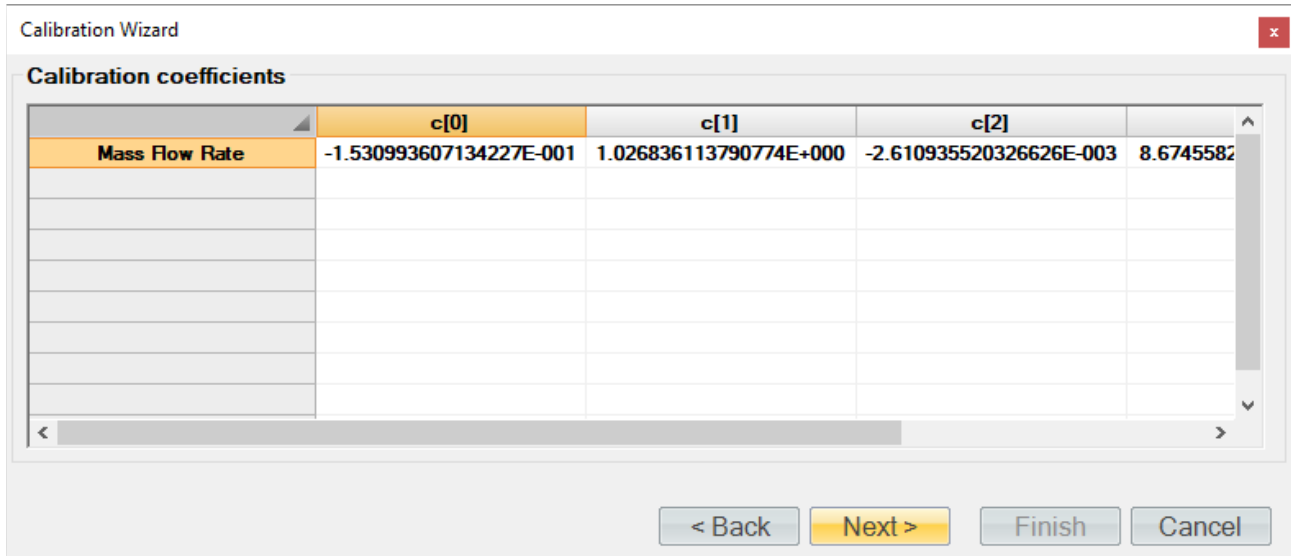 Calibration Wizard
x
Calibration coefficients
c[0] c[1] c[2]
Mass Flow Rate -1.530993607134227E-001 1.026836113790774E+000 -2.610935520326626E-003 8.6745582
< Back Next > Finish Cancel